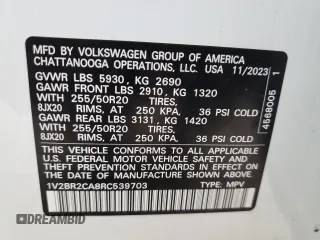 MFD BY VOLKSWAGEN GROUP OF AMERICA
CHATTANOOGA OPERATIONS, LLC. USA 11/2023
GVWR LBS 5930, KG 2690
GAWR FRONT LBS 2910, KG 1320
WITH 255/50R20 TIRES,
8JX20 RIMS, AT 250 KPA, 36 PSI COLD
GAWR REAR LBS 3131, KG 1420
WITH 255/50R20 TIRES,
8JX20 RIMS, AT 250 KPA, 36 PSI COLD
THIS VEHICLE CONFORMS TO ALL APPLICABLE
U.S. FEDERAL MOTOR VEHICLE SAFETY AND
THEFT PREVENTION STANDARDS IN EFFECT ON THE
DATE OF MANUFACTURE SHOWN ABOVE.
1V2BR2CA8RC539703 TYPE: MPV
4568005 1